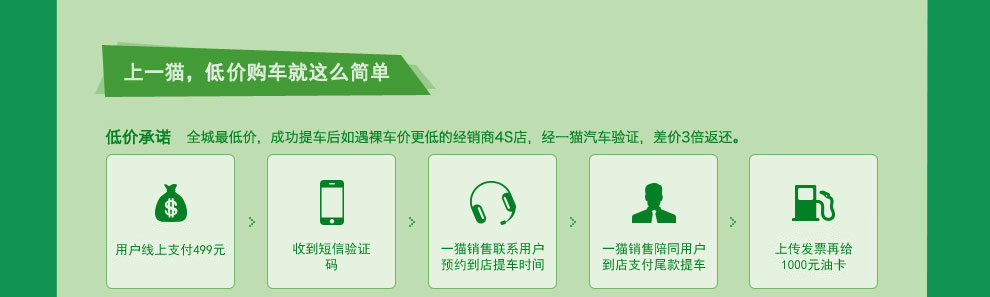 上一猫，低价购车就这么简单
低价承诺 全城最低价，成功提车后如遇裸车价更低的经销商4S店，经一猫汽车验证，差价3倍返还。
用户线上支付499元
收到短信验证
码
一猫销售联系用户
预约到店提车时间
一猫销售陪同用户
到店支付尾款提车
上传发票再给
1000元油卡